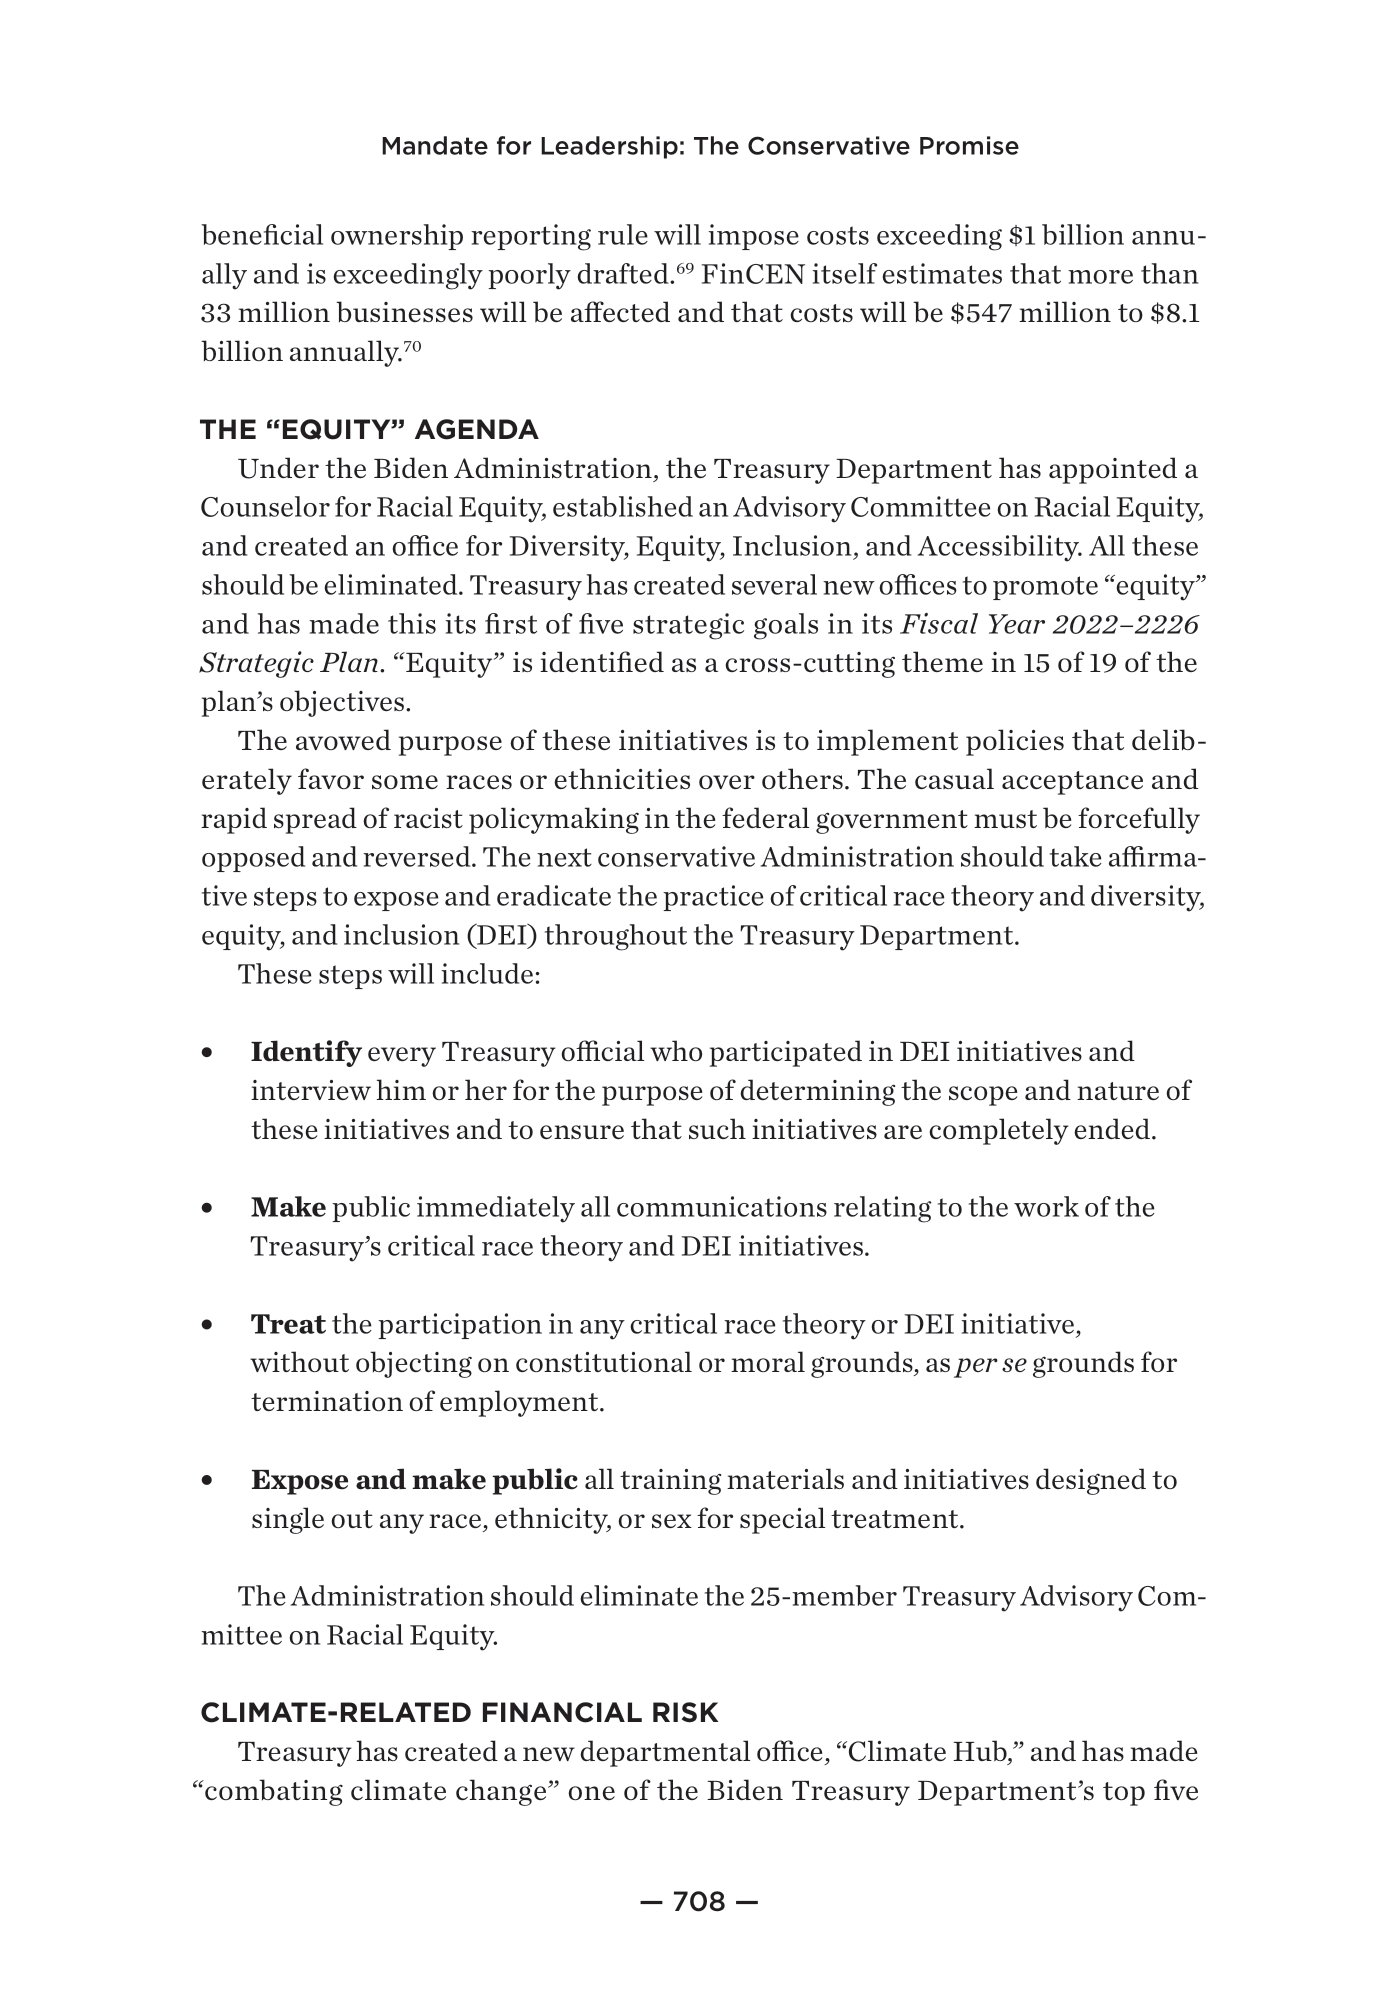 Mandate for Leadership: The Conservative Promise
beneficial ownership reporting rule will impose costs exceeding $1 billion annu-
ally and is exceedingly poorly drafted.69 FinCEN itself estimates that more than
33 million businesses will be affected and that costs will be $547 million to $8.1
billion annually.70
THE “EQUITY” AGENDA
Under the Biden Administration, the Treasury Department has appointed a
Counselor for Racial Equity, established an Advisory Committee on Racial Equity,
and created an office for Diversity, Equity, Inclusion, and Accessibility. All these
should be eliminated. Treasury has created several new offices to promote “equity”
and has made this its first of five strategic goals in its Fiscal Year 2022–2226
Strategic Plan. “Equity” is identified as a cross-cutting theme in 15 of 19 of the
plan’s objectives.
The avowed purpose of these initiatives is to implement policies that delib-
erately favor some races or ethnicities over others. The casual acceptance and
rapid spread of racist policymaking in the federal government must be forcefully
opposed and reversed. The next conservative Administration should take affirma-
tive steps to expose and eradicate the practice of critical race theory and diversity,
equity, and inclusion (DEI) throughout the Treasury Department.
These steps will include:
• Identify every Treasury official who participated in DEI initiatives and
interview him or her for the purpose of determining the scope and nature of
these initiatives and to ensure that such initiatives are completely ended.
• Make public immediately all communications relating to the work of the
Treasury’s critical race theory and DEI initiatives.
• Treat the participation in any critical race theory or DEI initiative,
without objecting on constitutional or moral grounds, as per se grounds for
termination of employment.
• Expose and make public all training materials and initiatives designed to
single out any race, ethnicity, or sex for special treatment.
The Administration should eliminate the 25-member Treasury Advisory Com-
mittee on Racial Equity.
CLIMATE-RELATED FINANCIAL RISK
Treasury has created a new departmental office, “Climate Hub,” and has made
“combating climate change” one of the Biden Treasury Department’s top five
— 708 —